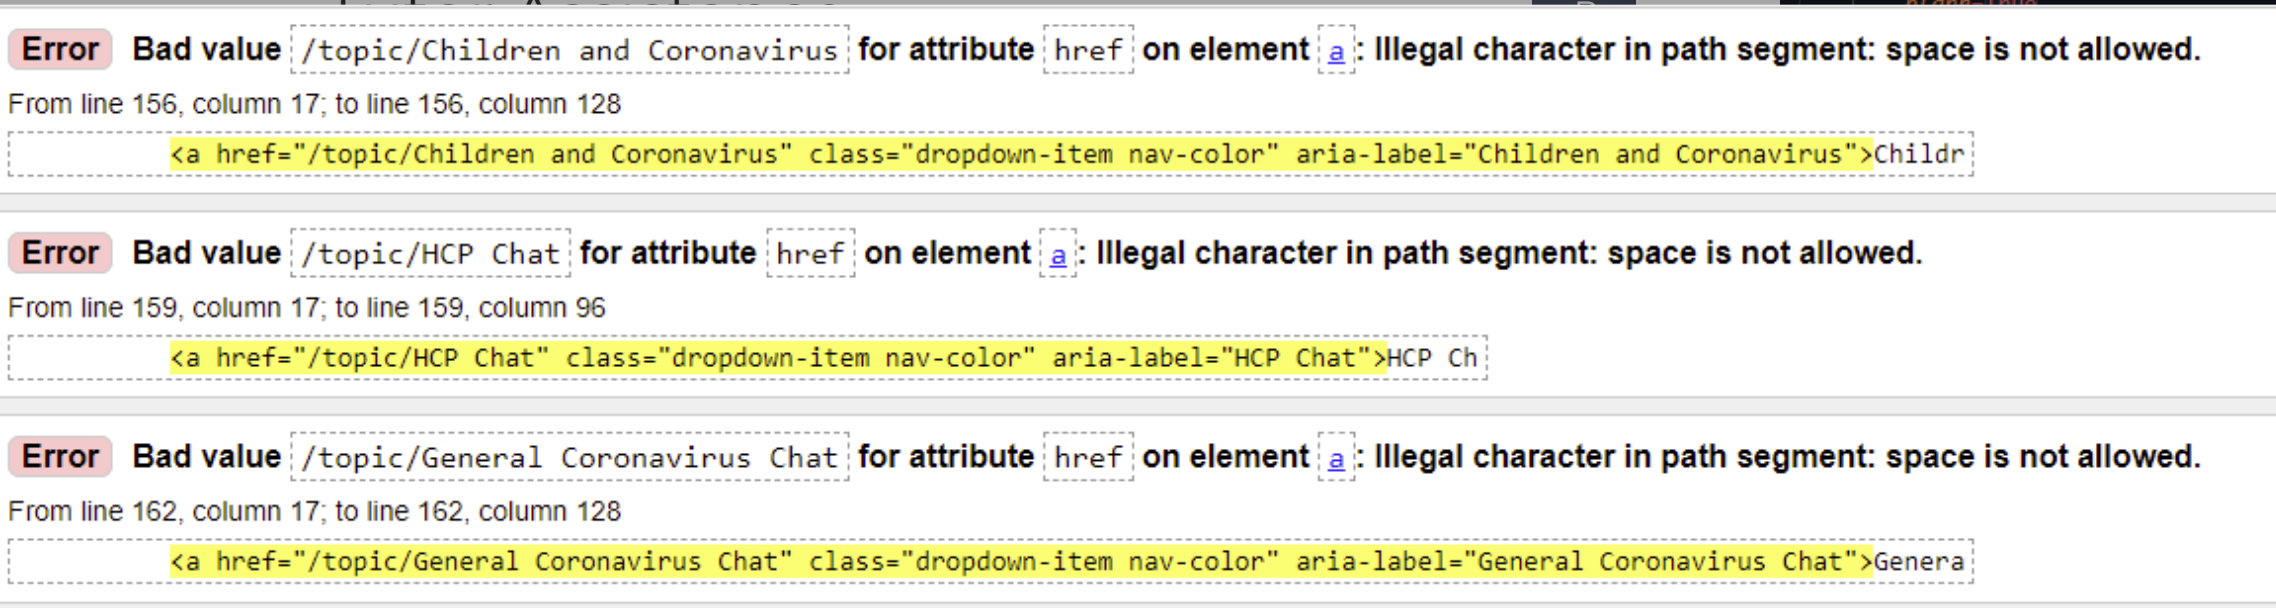 Error Bad value /topic/Children and Coronavirus for attribute href on element a: Illegal character in path segment: space is not allowed.
From line 156, column 17; to line 156, column 128
<a href="/topic/Children and Coronavirus" class="dropdown-item nav-color" aria-label="Children and Coronavirus">Childr
Error Bad value /topic/HCP Chat for attribute href on element a: Illegal character in path segment: space is not allowed.
From line 159, column 17; to line 159, column 96
<a href="/topic/HCP Chat" class="dropdown-item nav-color" aria-label="HCP Chat">HCP Ch
Error Bad value /topic/General Coronavirus Chat for attribute href on element a: Illegal character in path segment: space is not allowed.
From line 162, column 17; to line 162, column 128
<a href="/topic/General Coronavirus Chat" class="dropdown-item nav-color" aria-label="General Coronavirus Chat">Genera